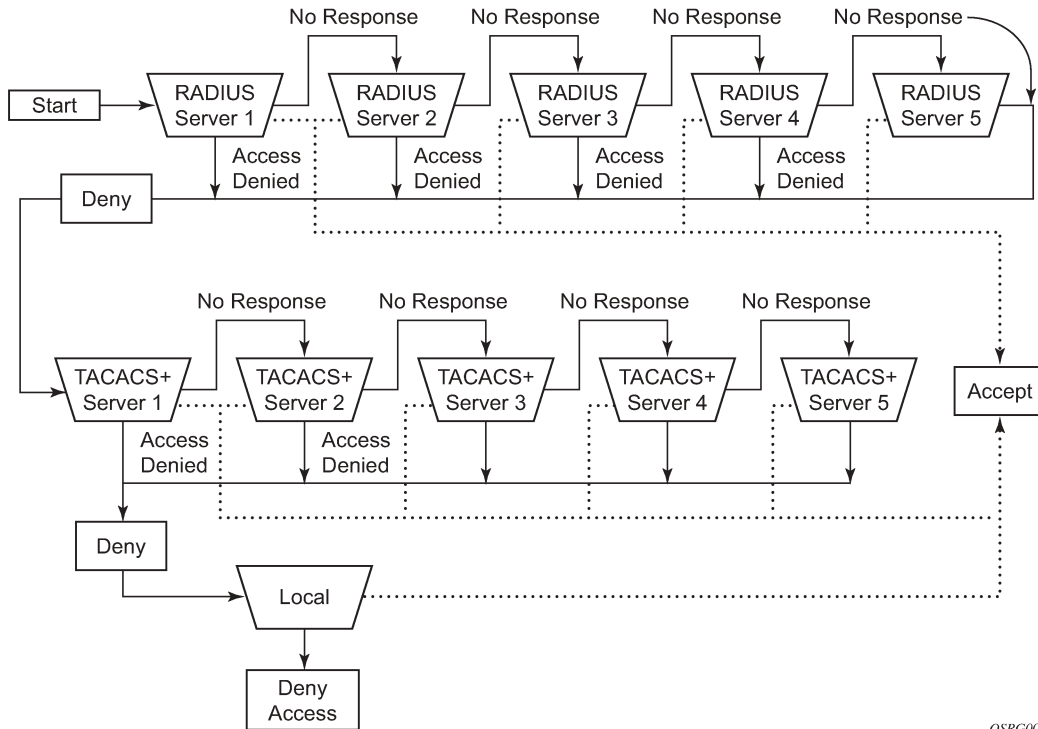 No Response
No Response
No Response
No Response
Start
RADIUS
Server 1
RADIUS
Server 2
RADIUS
Server 3
RADIUS
Server 4
RADIUS
Server 5
Access
Denied
Access
Denied
Access
Denied
Access
Denied
Deny
No Response
No Response
No Response
No Response
TACACS+
Server 1
TACACS+
Server 2
TACACS+
Server 3
TACACS+
Server 4
TACACS+
Server 5
Accept
Access
Denied
Access
Denied
Deny
Local
Deny
Access